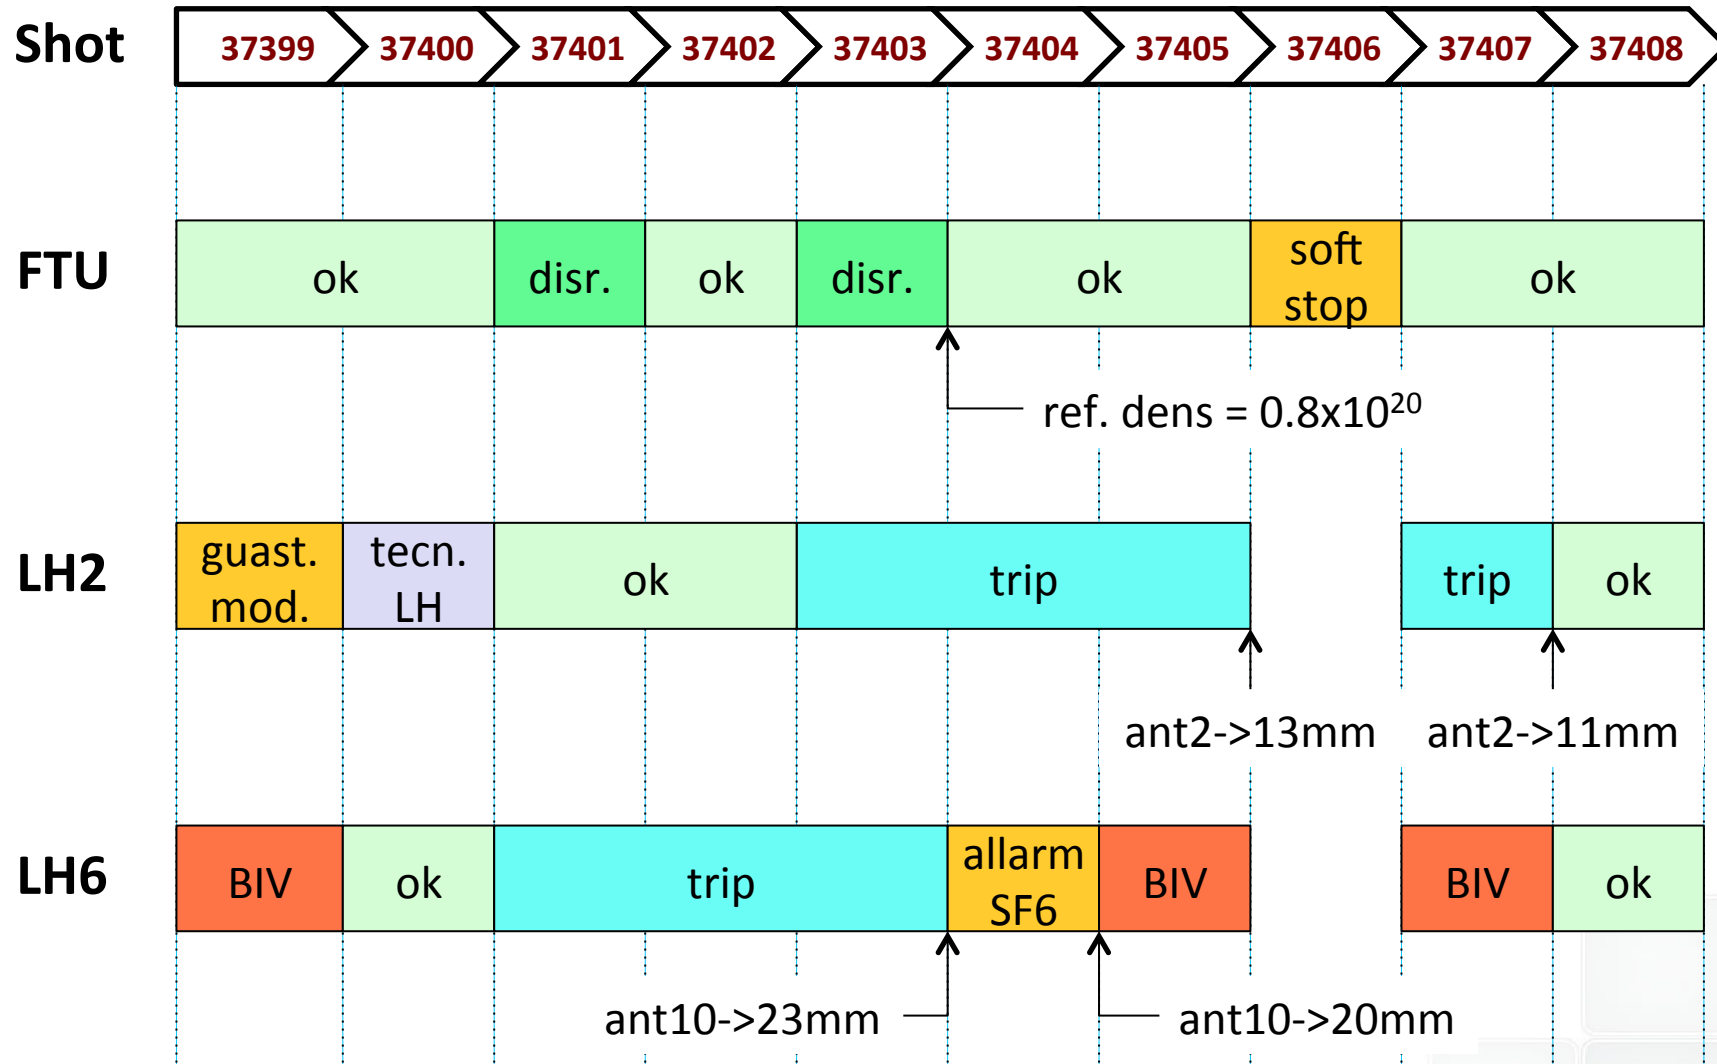 Shot 37399 37400 37401 37402 37403 37404 37405 37406 37407 37408
FTU ok disr. ok disr. ok soft stop ok
ref. dens = 0.8x10²⁰
LH2 guast. mod. tecn. LH ok trip trip ok
ant2->13mm ant2->11mm
LH6 BIV ok trip allarm SF6 BIV BIV ok
ant10->23mm ant10->20mm